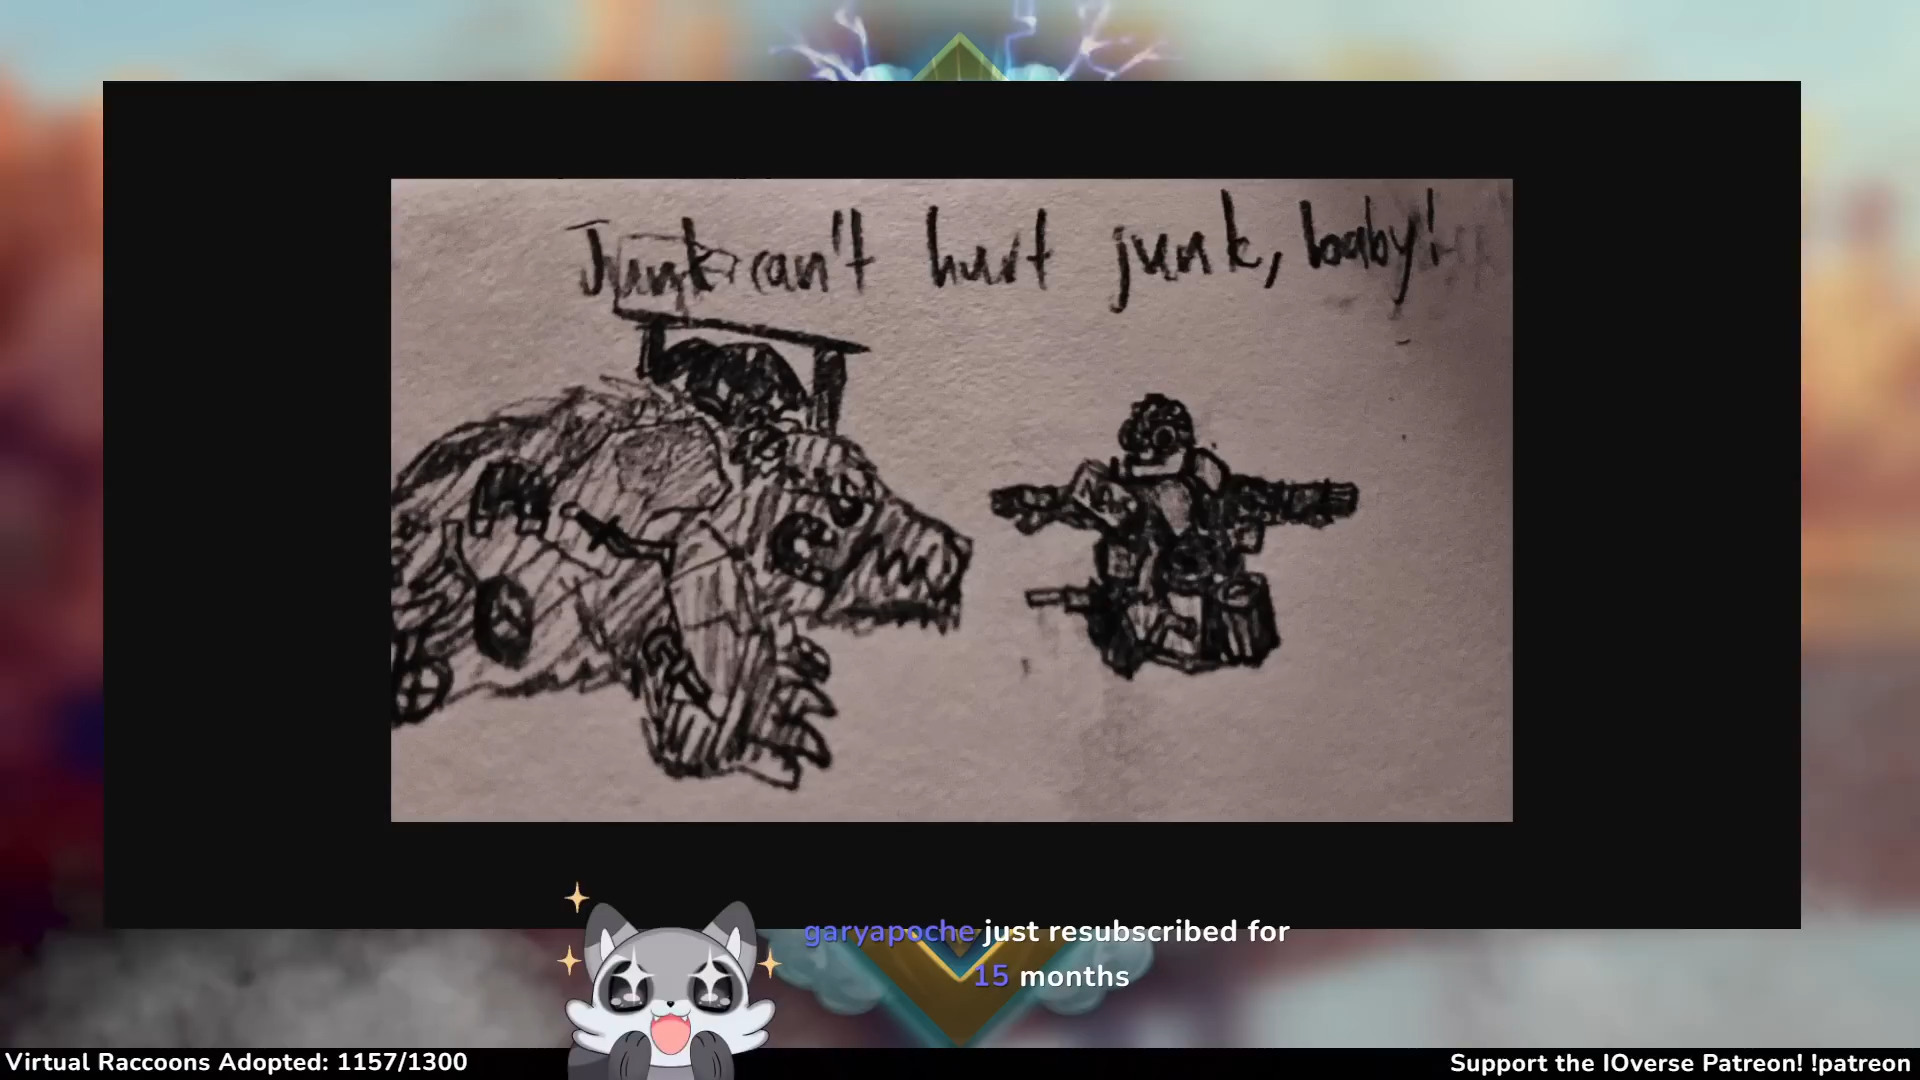 Junk can't hurt junk, baby!
garyapoche just resubscribed for
15 months
Virtual Raccoons Adopted: 1157/1300
Support the IOverse Patreon! !patreon